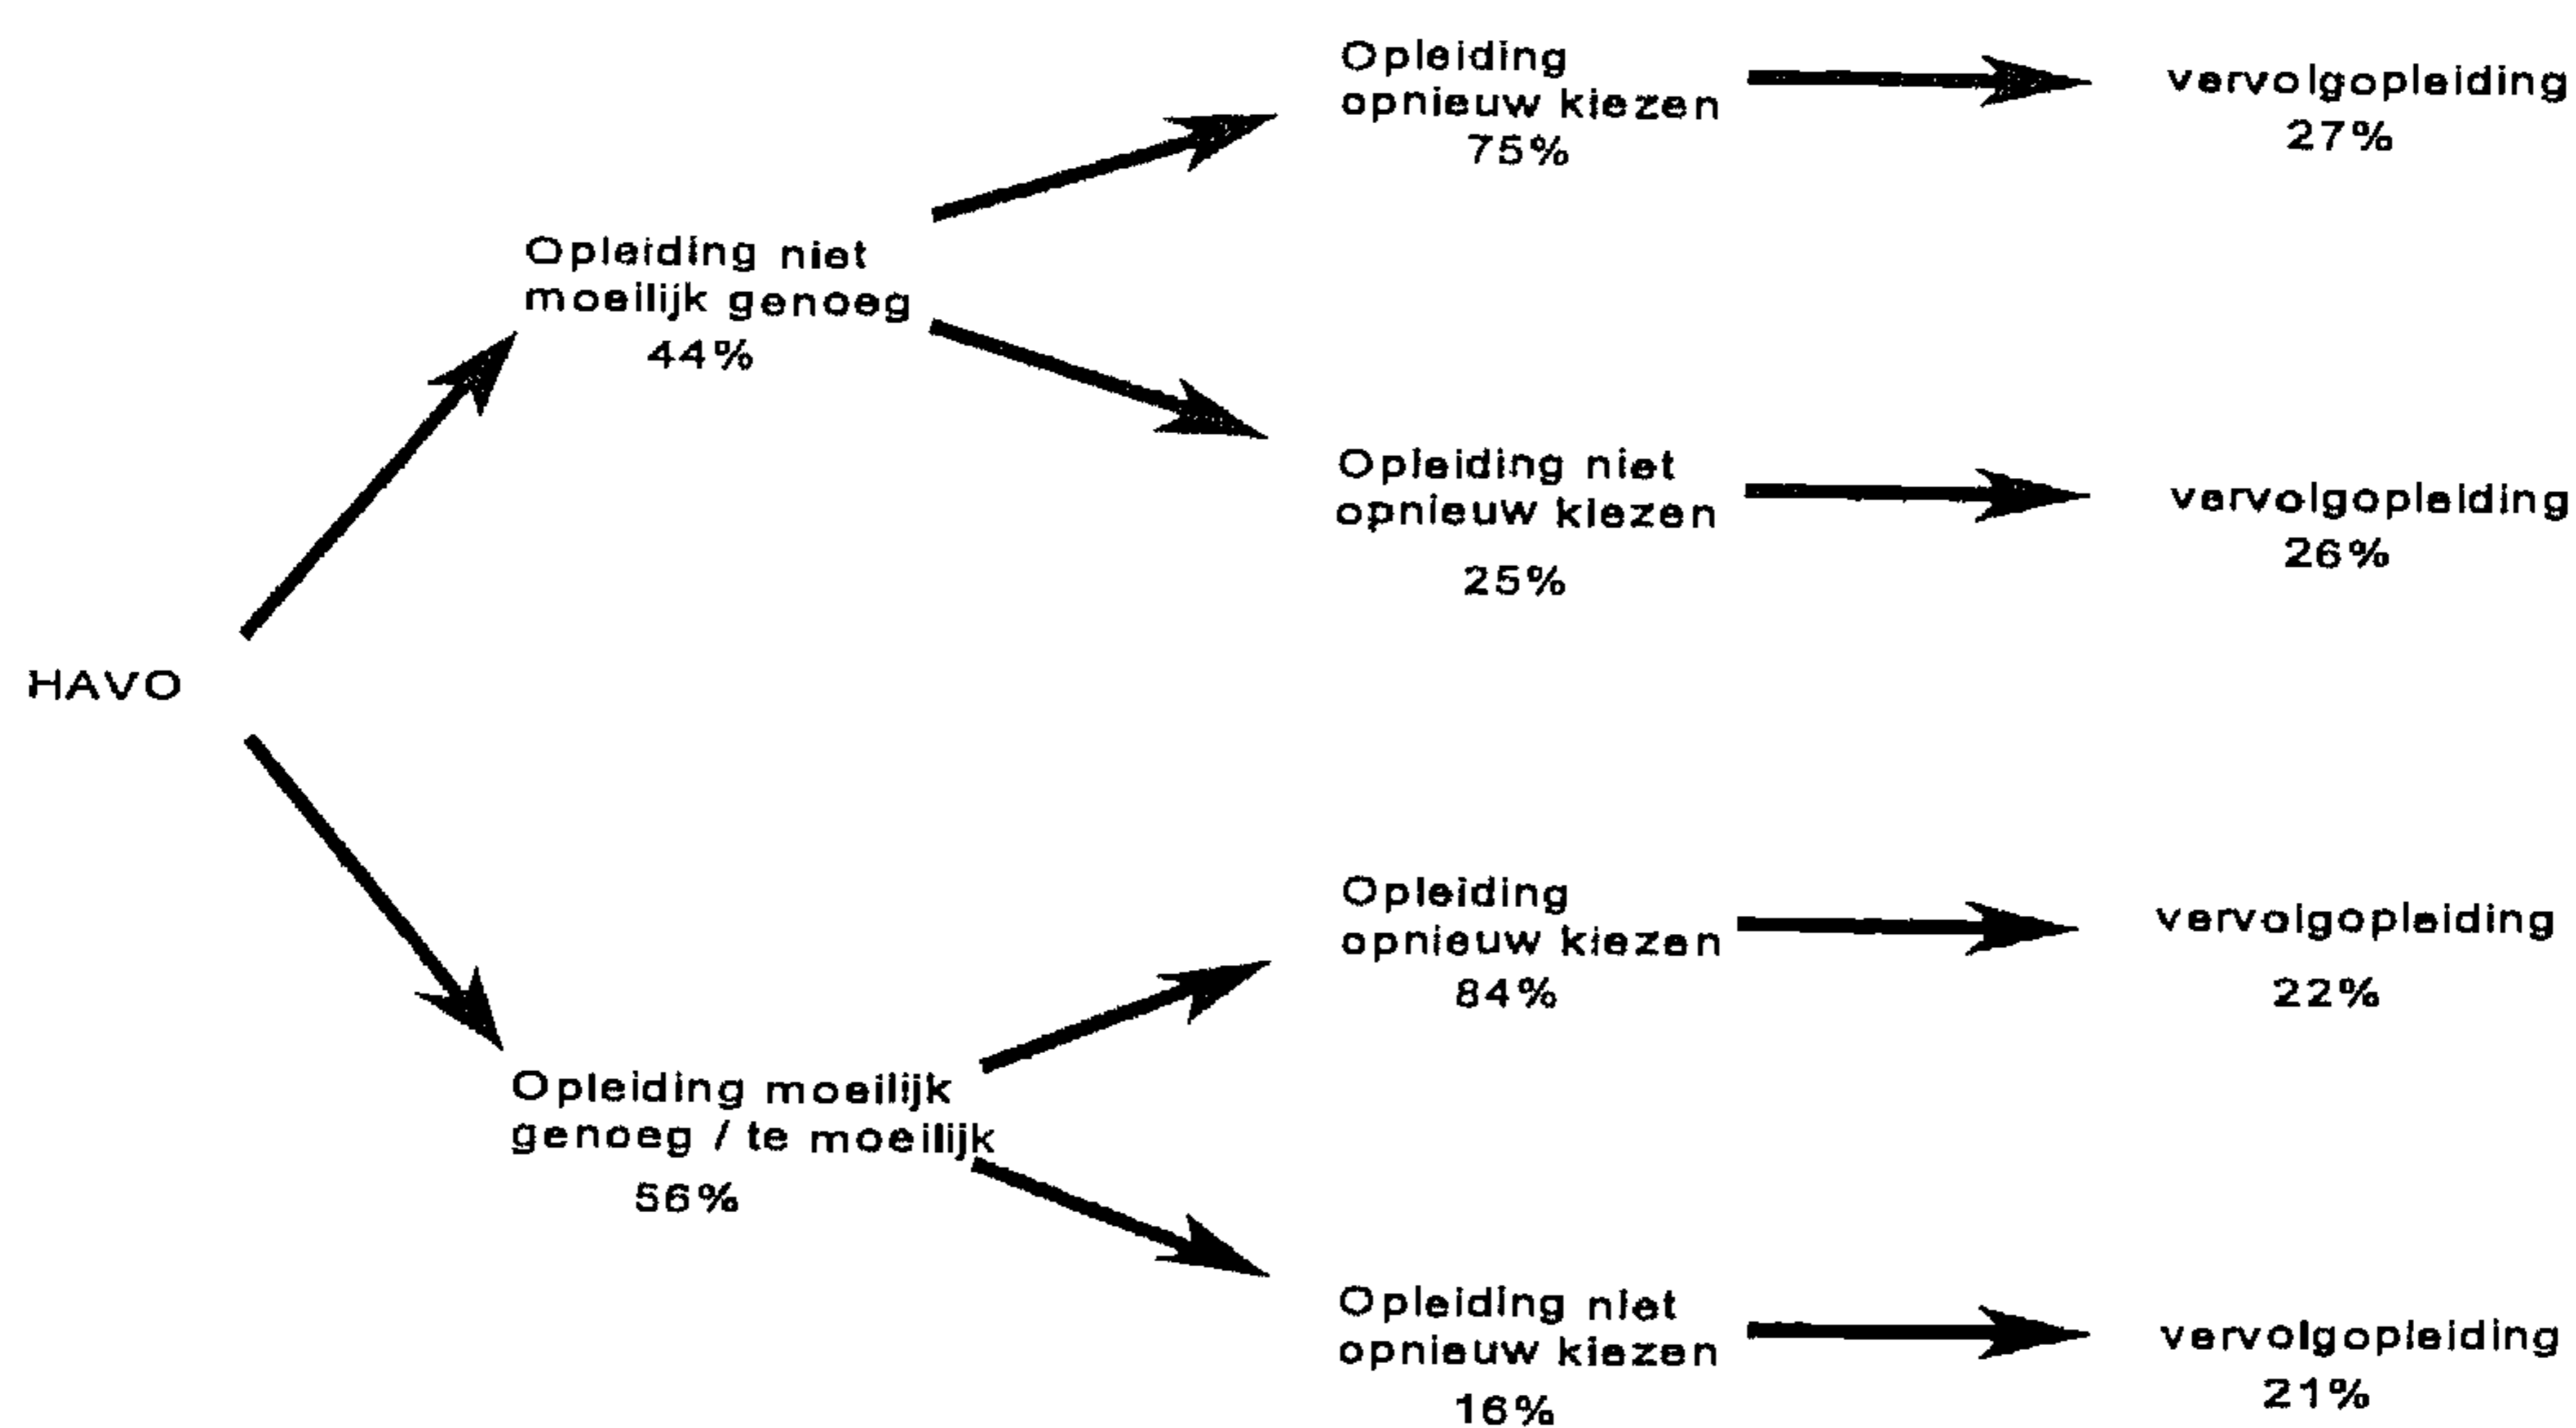 Opleiding
opnieuw kiezen
75%
vervolgopleiding
27%
Opleiding niet
moeilijk genoeg
44%
Opleiding niet
opnieuw kiezen
25%
vervolgopleiding
26%
HAVO
Opleiding
opnieuw kiezen
84%
vervolgopleiding
22%
Opleiding moeilijk
genoeg / te moeilijk
56%
Opleiding niet
opnieuw kiezen
16%
vervolgopleiding
21%